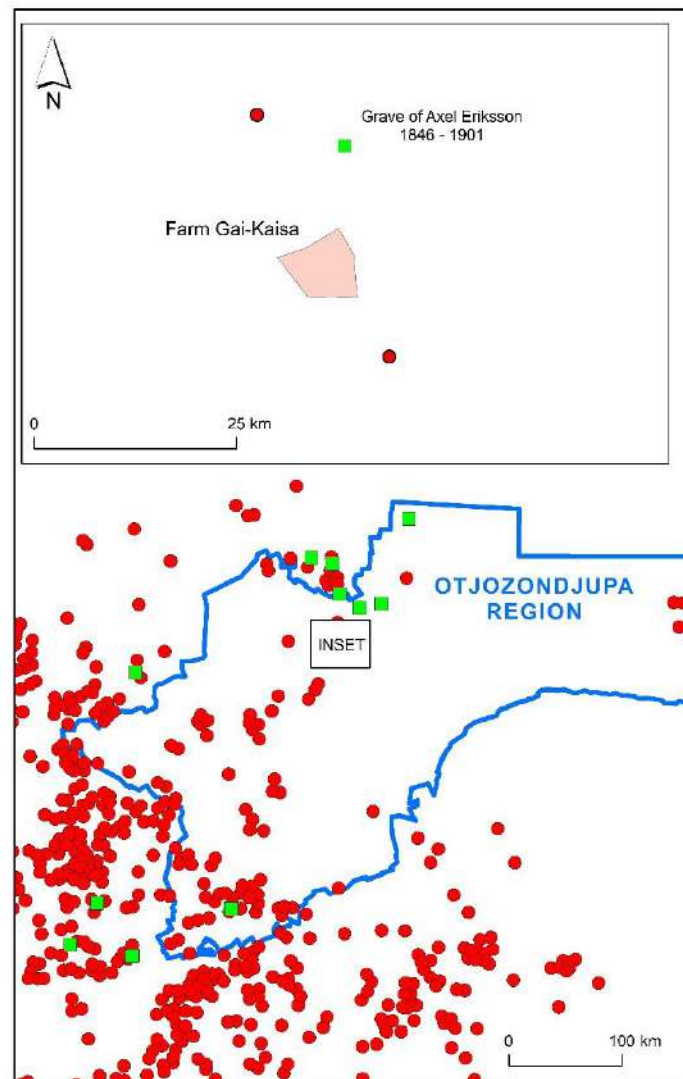 N
Grave of Axel Eriksson
1846 - 1901
Farm Gai-Kaisa
0 25 km
OTJOZONDJUPA
REGION
INSET
0 100 km